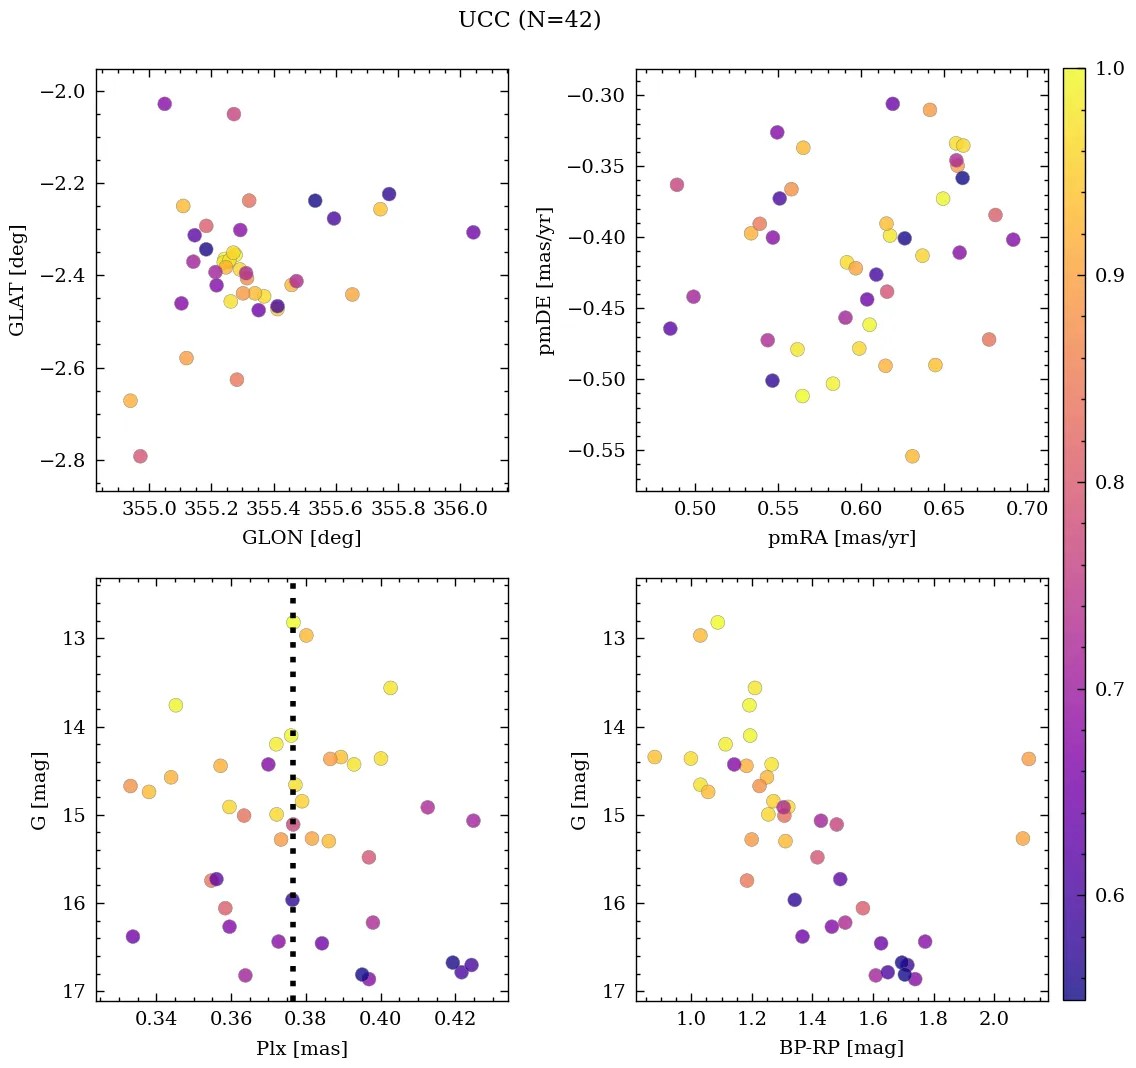 UCC (N=42)
−2.0
−2.2
−2.4
−2.6
−2.8
GLAT [deg]
355.0 355.2 355.4 355.6 355.8 356.0
GLON [deg]
−0.30
−0.35
−0.40
−0.45
−0.50
−0.55
pmDE [mas/yr]
0.50 0.55 0.60 0.65 0.70
pmRA [mas/yr]
13
14
15
16
17
G [mag]
0.34 0.36 0.38 0.40 0.42
Plx [mas]
13
14
15
16
17
G [mag]
1.0 1.2 1.4 1.6 1.8 2.0
BP-RP [mag]
1.0
0.9
0.8
0.7
0.6